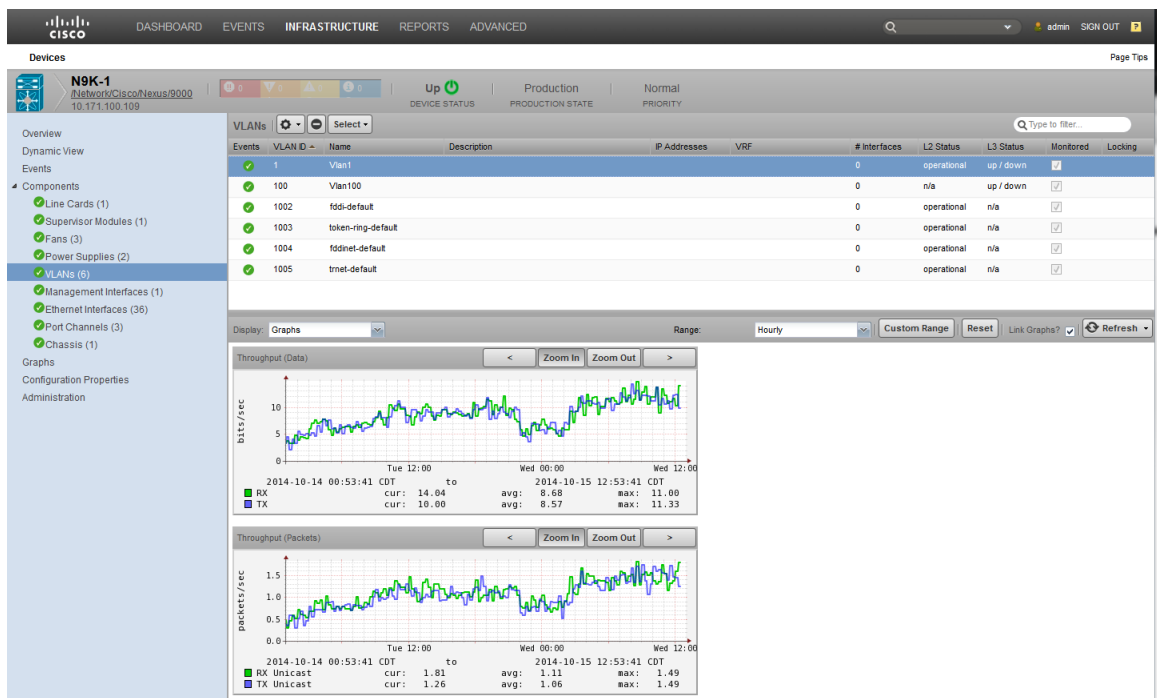 CISCO DASHBOARD EVENTS INFRASTRUCTURE REPORTS ADVANCED admin SIGN OUT ?
Devices Page Tips
N9K-1
/Network/Cisco/Nexus/9000
10.171.100.109
0 0 0 0
Up Production Normal
DEVICE STATUS PRODUCTION STATE PRIORITY
Overview
Dynamic View
Events
Components
Line Cards (1)
Supervisor Modules (1)
Fans (3)
Power Supplies (2)
VLANs (6)
Management Interfaces (1)
Ethernet Interfaces (36)
Port Channels (3)
Chassis (1)
Graphs
Configuration Properties
Administration
VLANs Select Type to filter...
Events VLAN ID Name Description IP Addresses VRF # Interfaces L2 Status L3 Status Monitored Locking
1 Vlan1 0 operational up / down
100 Vlan100 0 n/a up / down
1002 fddi-default 0 operational n/a
1003 token-ring-default 0 operational n/a
1004 fddinet-default 0 operational n/a
1005 trnet-default 0 operational n/a
Display: Graphs Range: Hourly Custom Range Reset Link Graphs? Refresh
Throughput (Data) < Zoom In Zoom Out >
bits/sec
10
5
0
Tue 12:00 Wed 00:00 Wed 12:00
2014-10-14 00:53:41 CDT to 2014-10-15 12:53:41 CDT
RX cur: 14.04 avg: 8.68 max: 11.00
TX cur: 10.00 avg: 8.57 max: 11.33
Throughput (Packets) < Zoom In Zoom Out >
packets/sec
1.5
1.0
0.5
0.0
Tue 12:00 Wed 00:00 Wed 12:00
2014-10-14 00:53:41 CDT to 2014-10-15 12:53:41 CDT
RX Unicast cur: 1.81 avg: 1.11 max: 1.49
TX Unicast cur: 1.26 avg: 1.06 max: 1.49